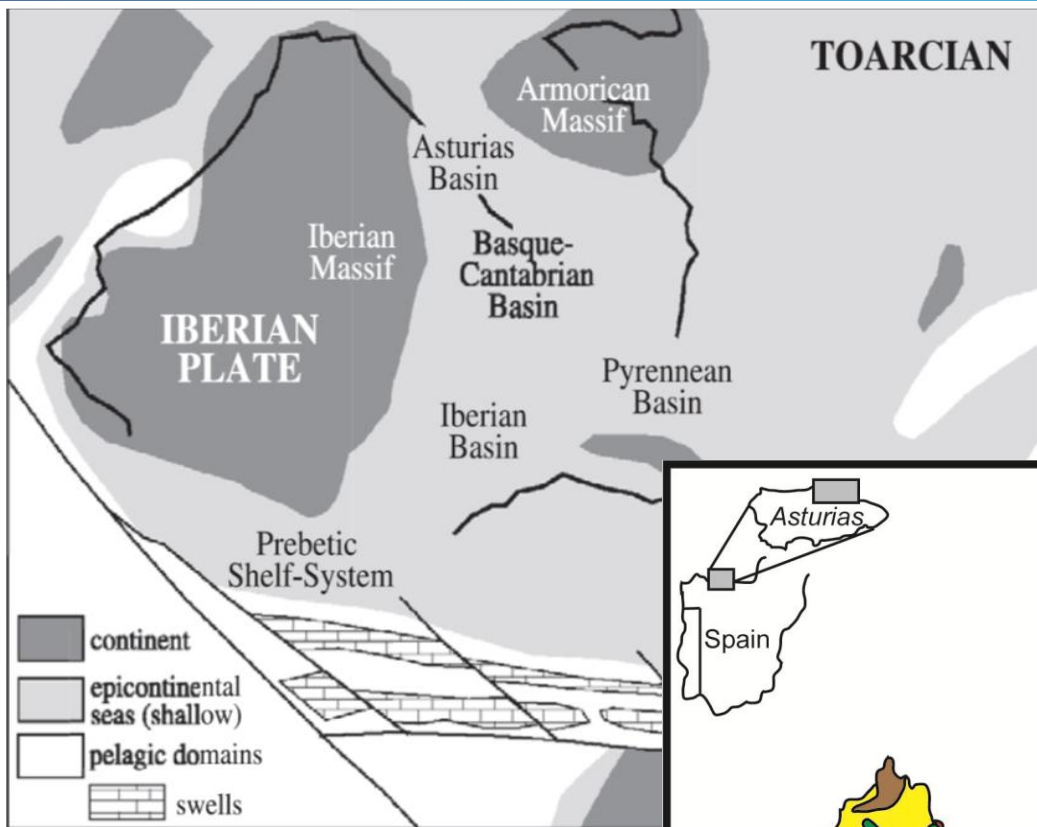 TOARCIAN
Armorican
Massif
Asturias
Basin
Iberian
Massif
Basque-
Cantabrian
Basin
IBERIAN
PLATE
Pyrennean
Basin
Iberian
Basin
Prebetic
Shelf-System
continent
epicontinental
seas (shallow)
pelagic domains
swells
Asturias
Spain